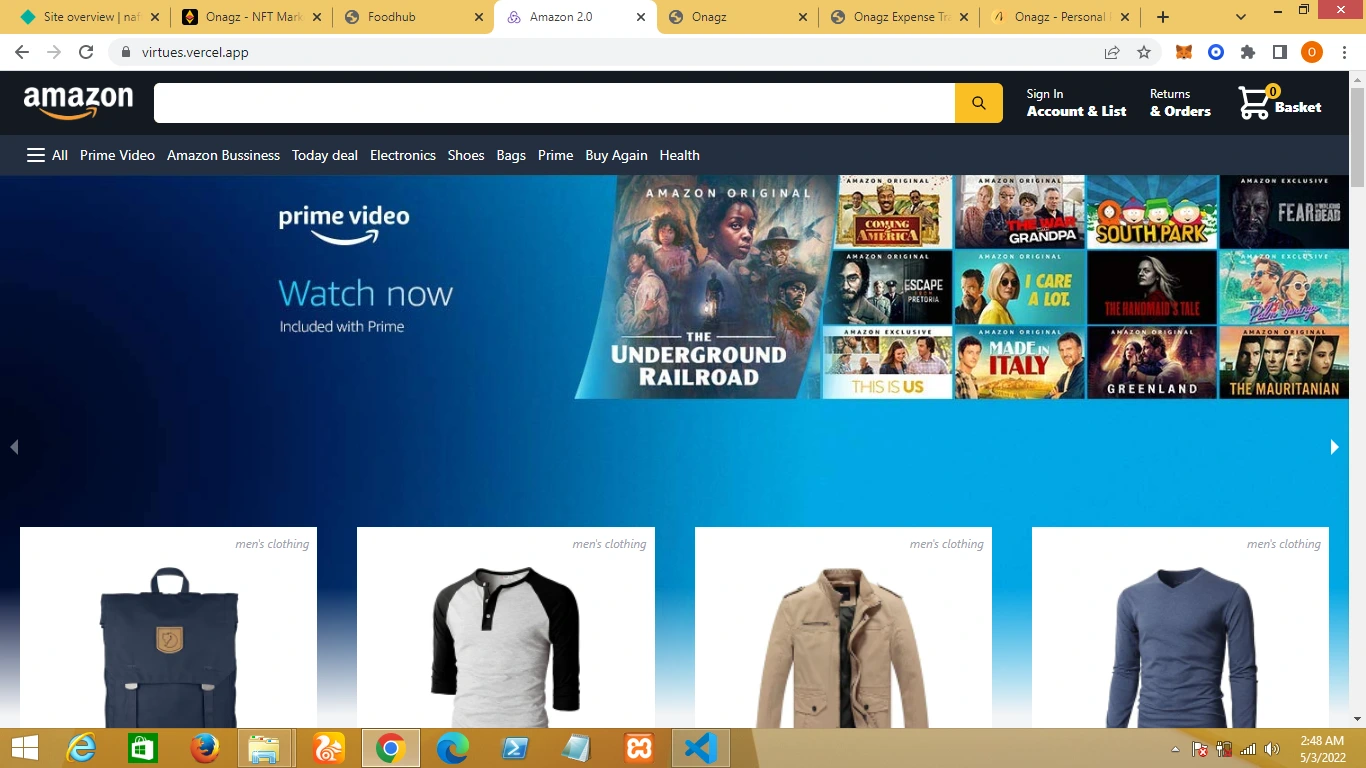 Site overview | naf
Onagz - NFT Mark
Foodhub
Amazon 2.0
Onagz
Onagz Expense Tra
Onagz - Personal
virtues.vercel.app
O
amazon
Sign In
Account & List
Returns
& Orders
0
Basket
All Prime Video Amazon Bussiness Today deal Electronics Shoes Bags Prime Buy Again Health
prime video
Watch now
Included with Prime
AMAZON ORIGINAL
THE
UNDERGROUND
RAILROAD
AMAZON ORIGINAL
COMING
2
AMERICA
AMAZON ORIGINAL
THE WAR
WITH
GRANDPA
SOUTH PARK
AMAZON EXCLUSIVE
FEAR THE WALKING DEAD
AMAZON ORIGINAL
ESCAPE
FROM
PRETORIA
AMAZON ORIGINAL
I CARE
A LOT.
THE HANDMAID'S TALE
AMAZON EXCLUSIVE
Palm Springs
AMAZON EXCLUSIVE
THIS IS US
AMAZON ORIGINAL
MADE IN
ITALY
AMAZON ORIGINAL
GREENLAND
AMAZON ORIGINAL
THE MAURITANIAN
men's clothing
men's clothing
men's clothing
men's clothing
2:48 AM
5/3/2022